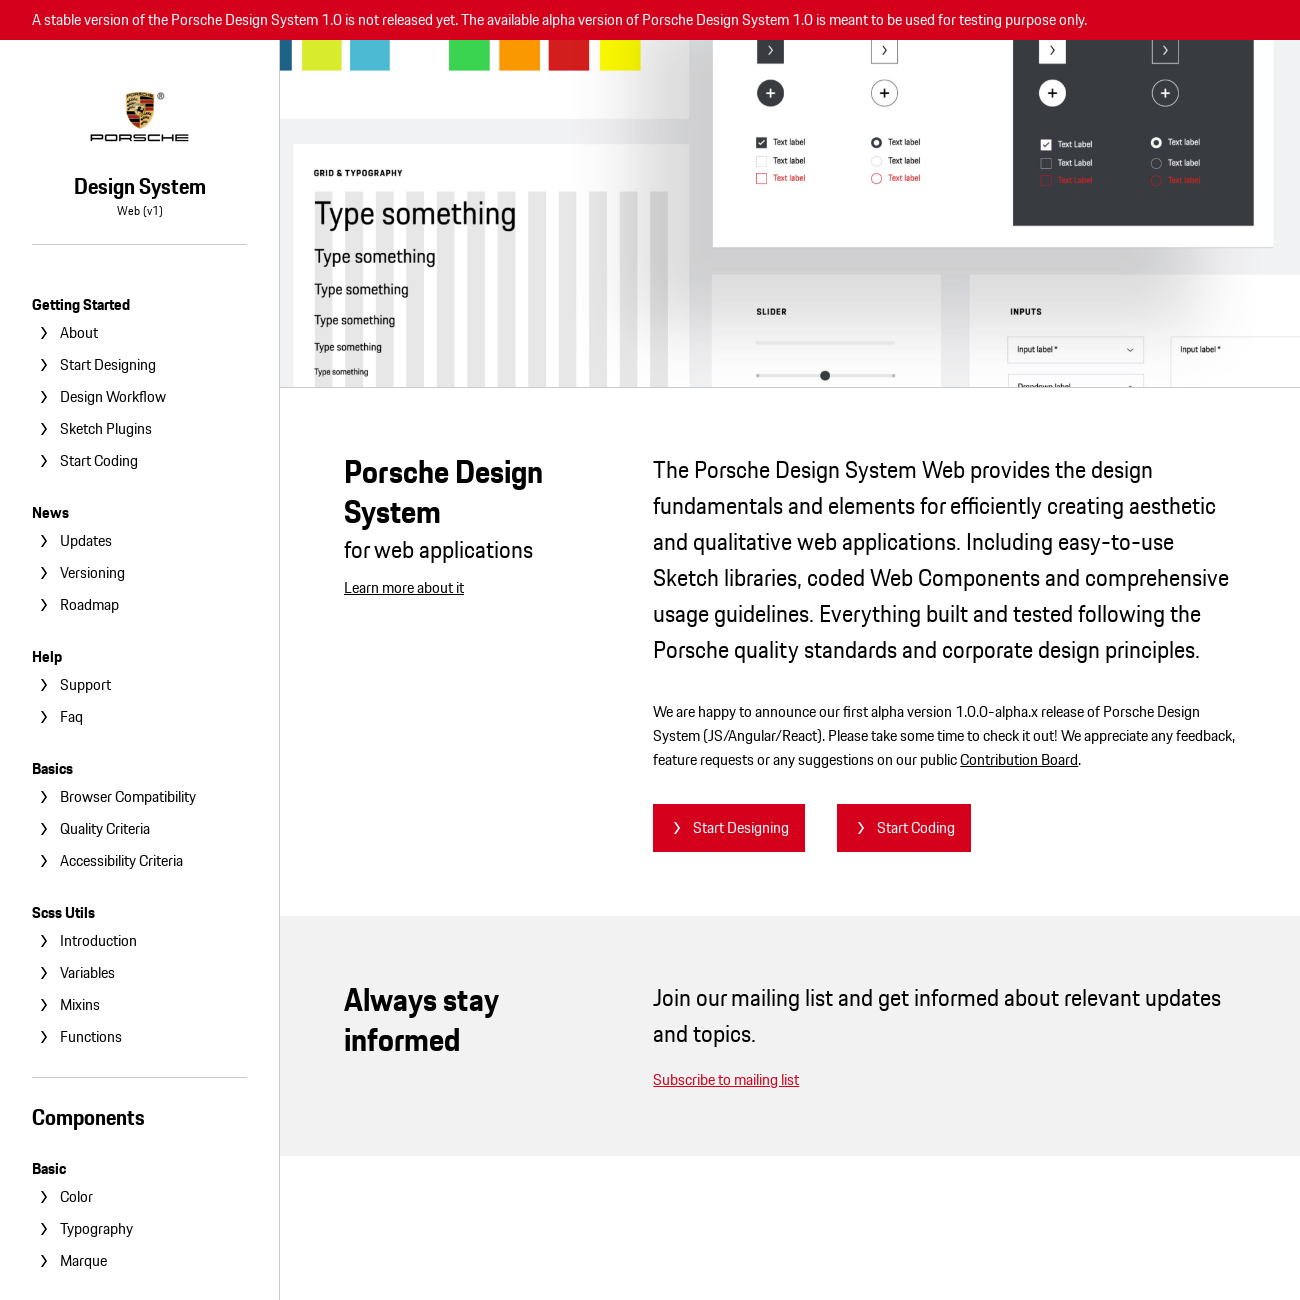 A stable version of the Porsche Design System 1.0 is not released yet. The available alpha version of Porsche Design System 1.0 is meant to be used for testing purpose only.
PORSCHE
®
Design System
Web (v1)
Getting Started
About
Start Designing
Design Workflow
Sketch Plugins
Start Coding
News
Updates
Versioning
Roadmap
Help
Support
Faq
Basics
Browser Compatibility
Quality Criteria
Accessibility Criteria
Scss Utils
Introduction
Variables
Mixins
Functions
Components
Basic
Color
Typography
Marque
GRID & TYPOGRAPHY
Type something
Type something
Type something
Type something
Type something
Type something
Text label
Text label
Text label
Text label
Text label
Text label
Text Label
Text Label
Text Label
Text label
Text label
Text label
SLIDER
INPUTS
Input label *
Input label *
Dropdown label
Porsche Design
System
for web applications
Learn more about it
The Porsche Design System Web provides the design
fundamentals and elements for efficiently creating aesthetic
and qualitative web applications. Including easy-to-use
Sketch libraries, coded Web Components and comprehensive
usage guidelines. Everything built and tested following the
Porsche quality standards and corporate design principles.
We are happy to announce our first alpha version 1.0.0-alpha.x release of Porsche Design
System (JS/Angular/React). Please take some time to check it out! We appreciate any feedback,
feature requests or any suggestions on our public Contribution Board.
Start Designing
Start Coding
Always stay
informed
Join our mailing list and get informed about relevant updates
and topics.
Subscribe to mailing list